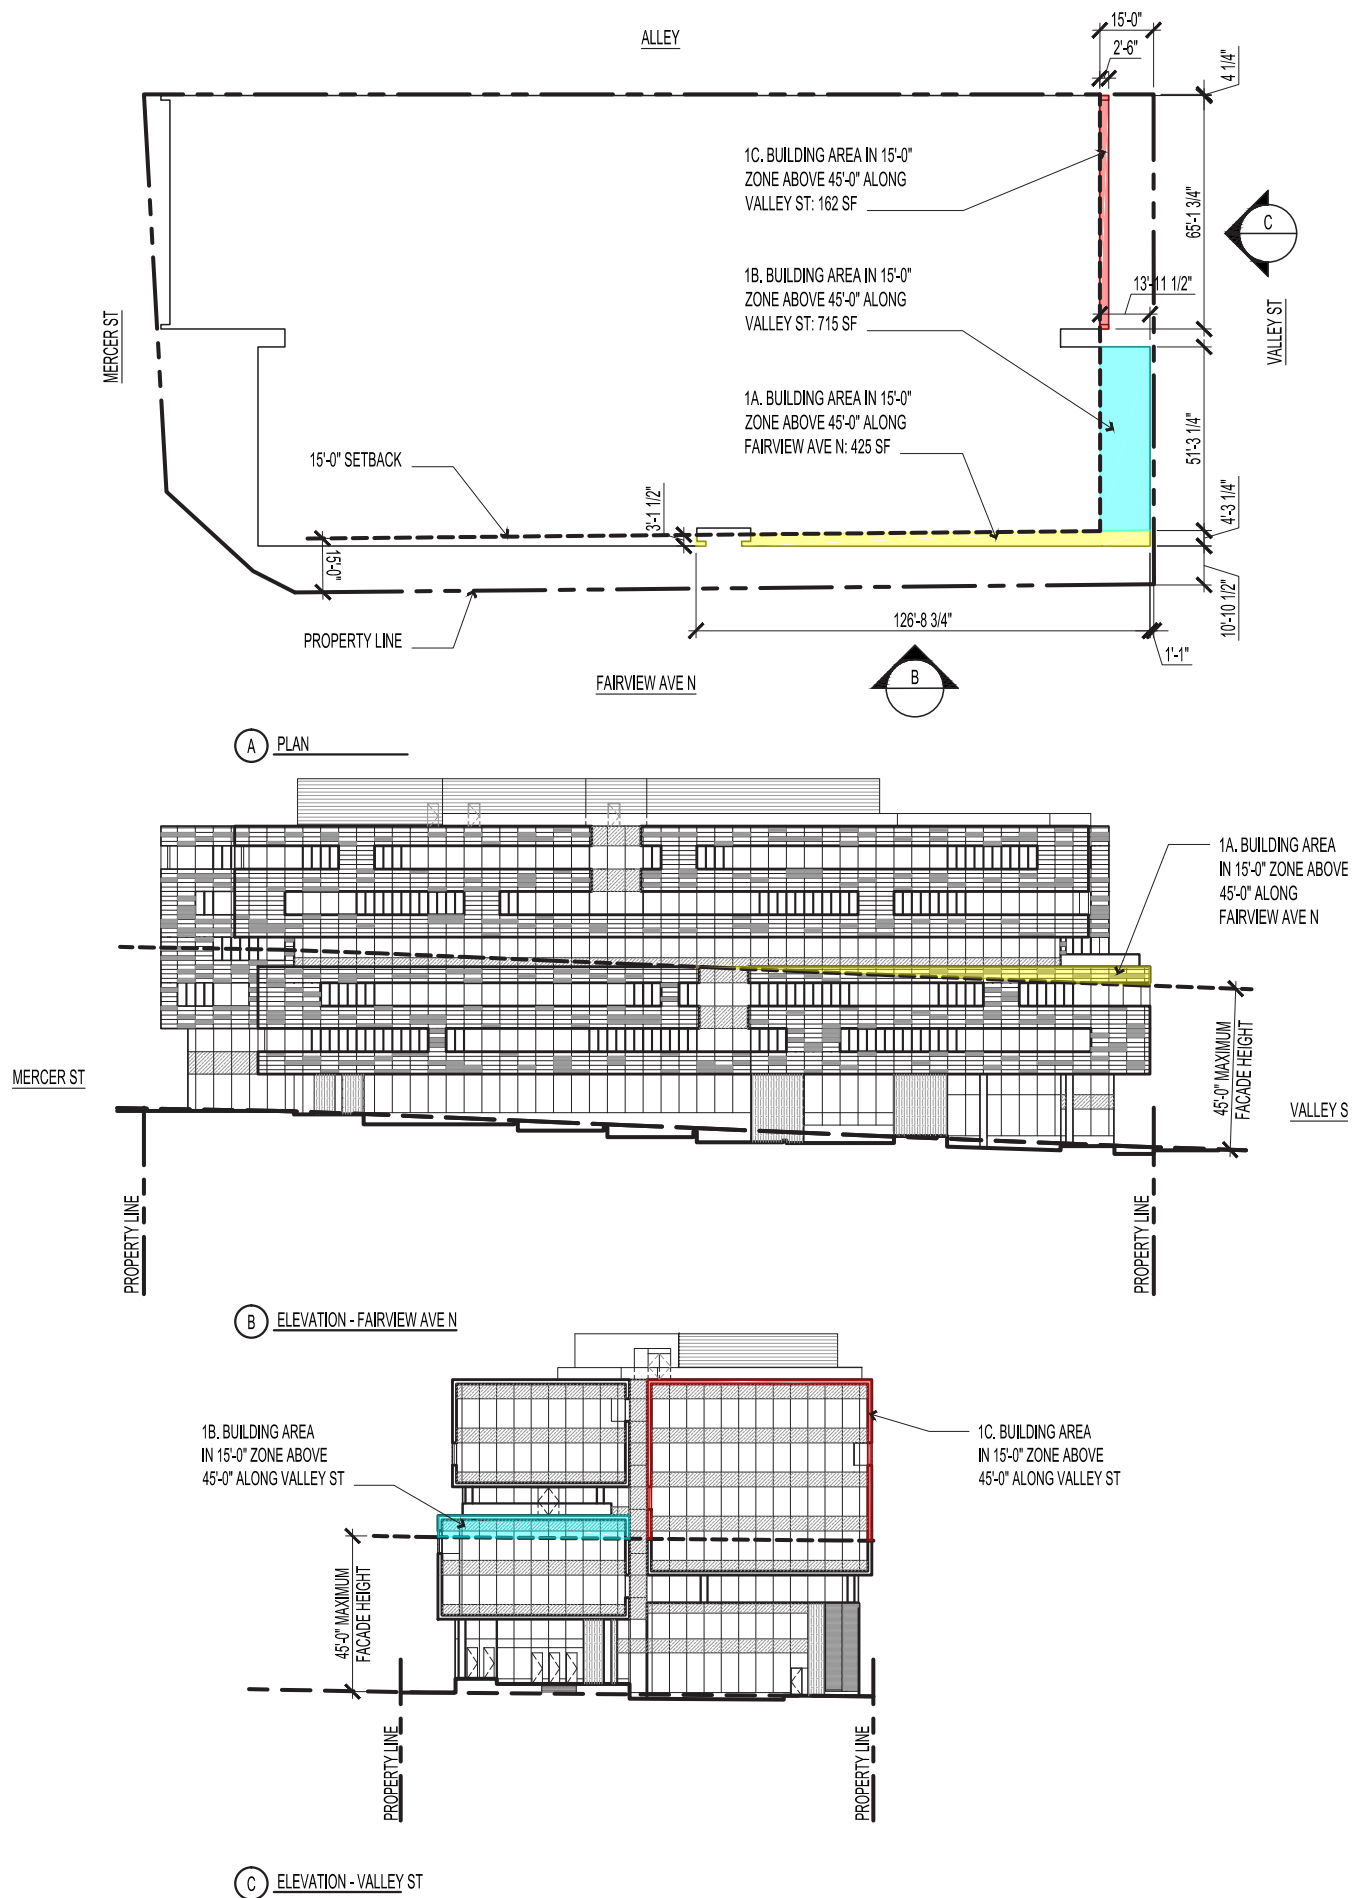 ALLEY
15'-0"
2'-6"
4 1/4"
1C. BUILDING AREA IN 15'-0"
ZONE ABOVE 45'-0" ALONG
VALLEY ST: 162 SF
65'-1 3/4"
C
1B. BUILDING AREA IN 15'-0"
ZONE ABOVE 45'-0" ALONG
VALLEY ST: 715 SF
13'-11 1/2"
MERCER ST
VALLEY ST
1A. BUILDING AREA IN 15'-0"
ZONE ABOVE 45'-0" ALONG
FAIRVIEW AVE N: 425 SF
51'-3 1/4"
15'-0" SETBACK
3'-1 1/2"
4'-3 1/4"
15'-0"
10'-10 1/2"
126'-8 3/4"
PROPERTY LINE
1'-1"
FAIRVIEW AVE N
B
A PLAN
1A. BUILDING AREA
IN 15'-0" ZONE ABOVE
45'-0" ALONG
FAIRVIEW AVE N
MERCER ST
45'-0" MAXIMUM
FACADE HEIGHT
VALLEY S
PROPERTY LINE
PROPERTY LINE
B ELEVATION - FAIRVIEW AVE N
1B. BUILDING AREA
IN 15'-0" ZONE ABOVE
45'-0" ALONG VALLEY ST
1C. BUILDING AREA
IN 15'-0" ZONE ABOVE
45'-0" ALONG VALLEY ST
45'-0" MAXIMUM
FACADE HEIGHT
PROPERTY LINE
PROPERTY LINE
C ELEVATION - VALLEY ST